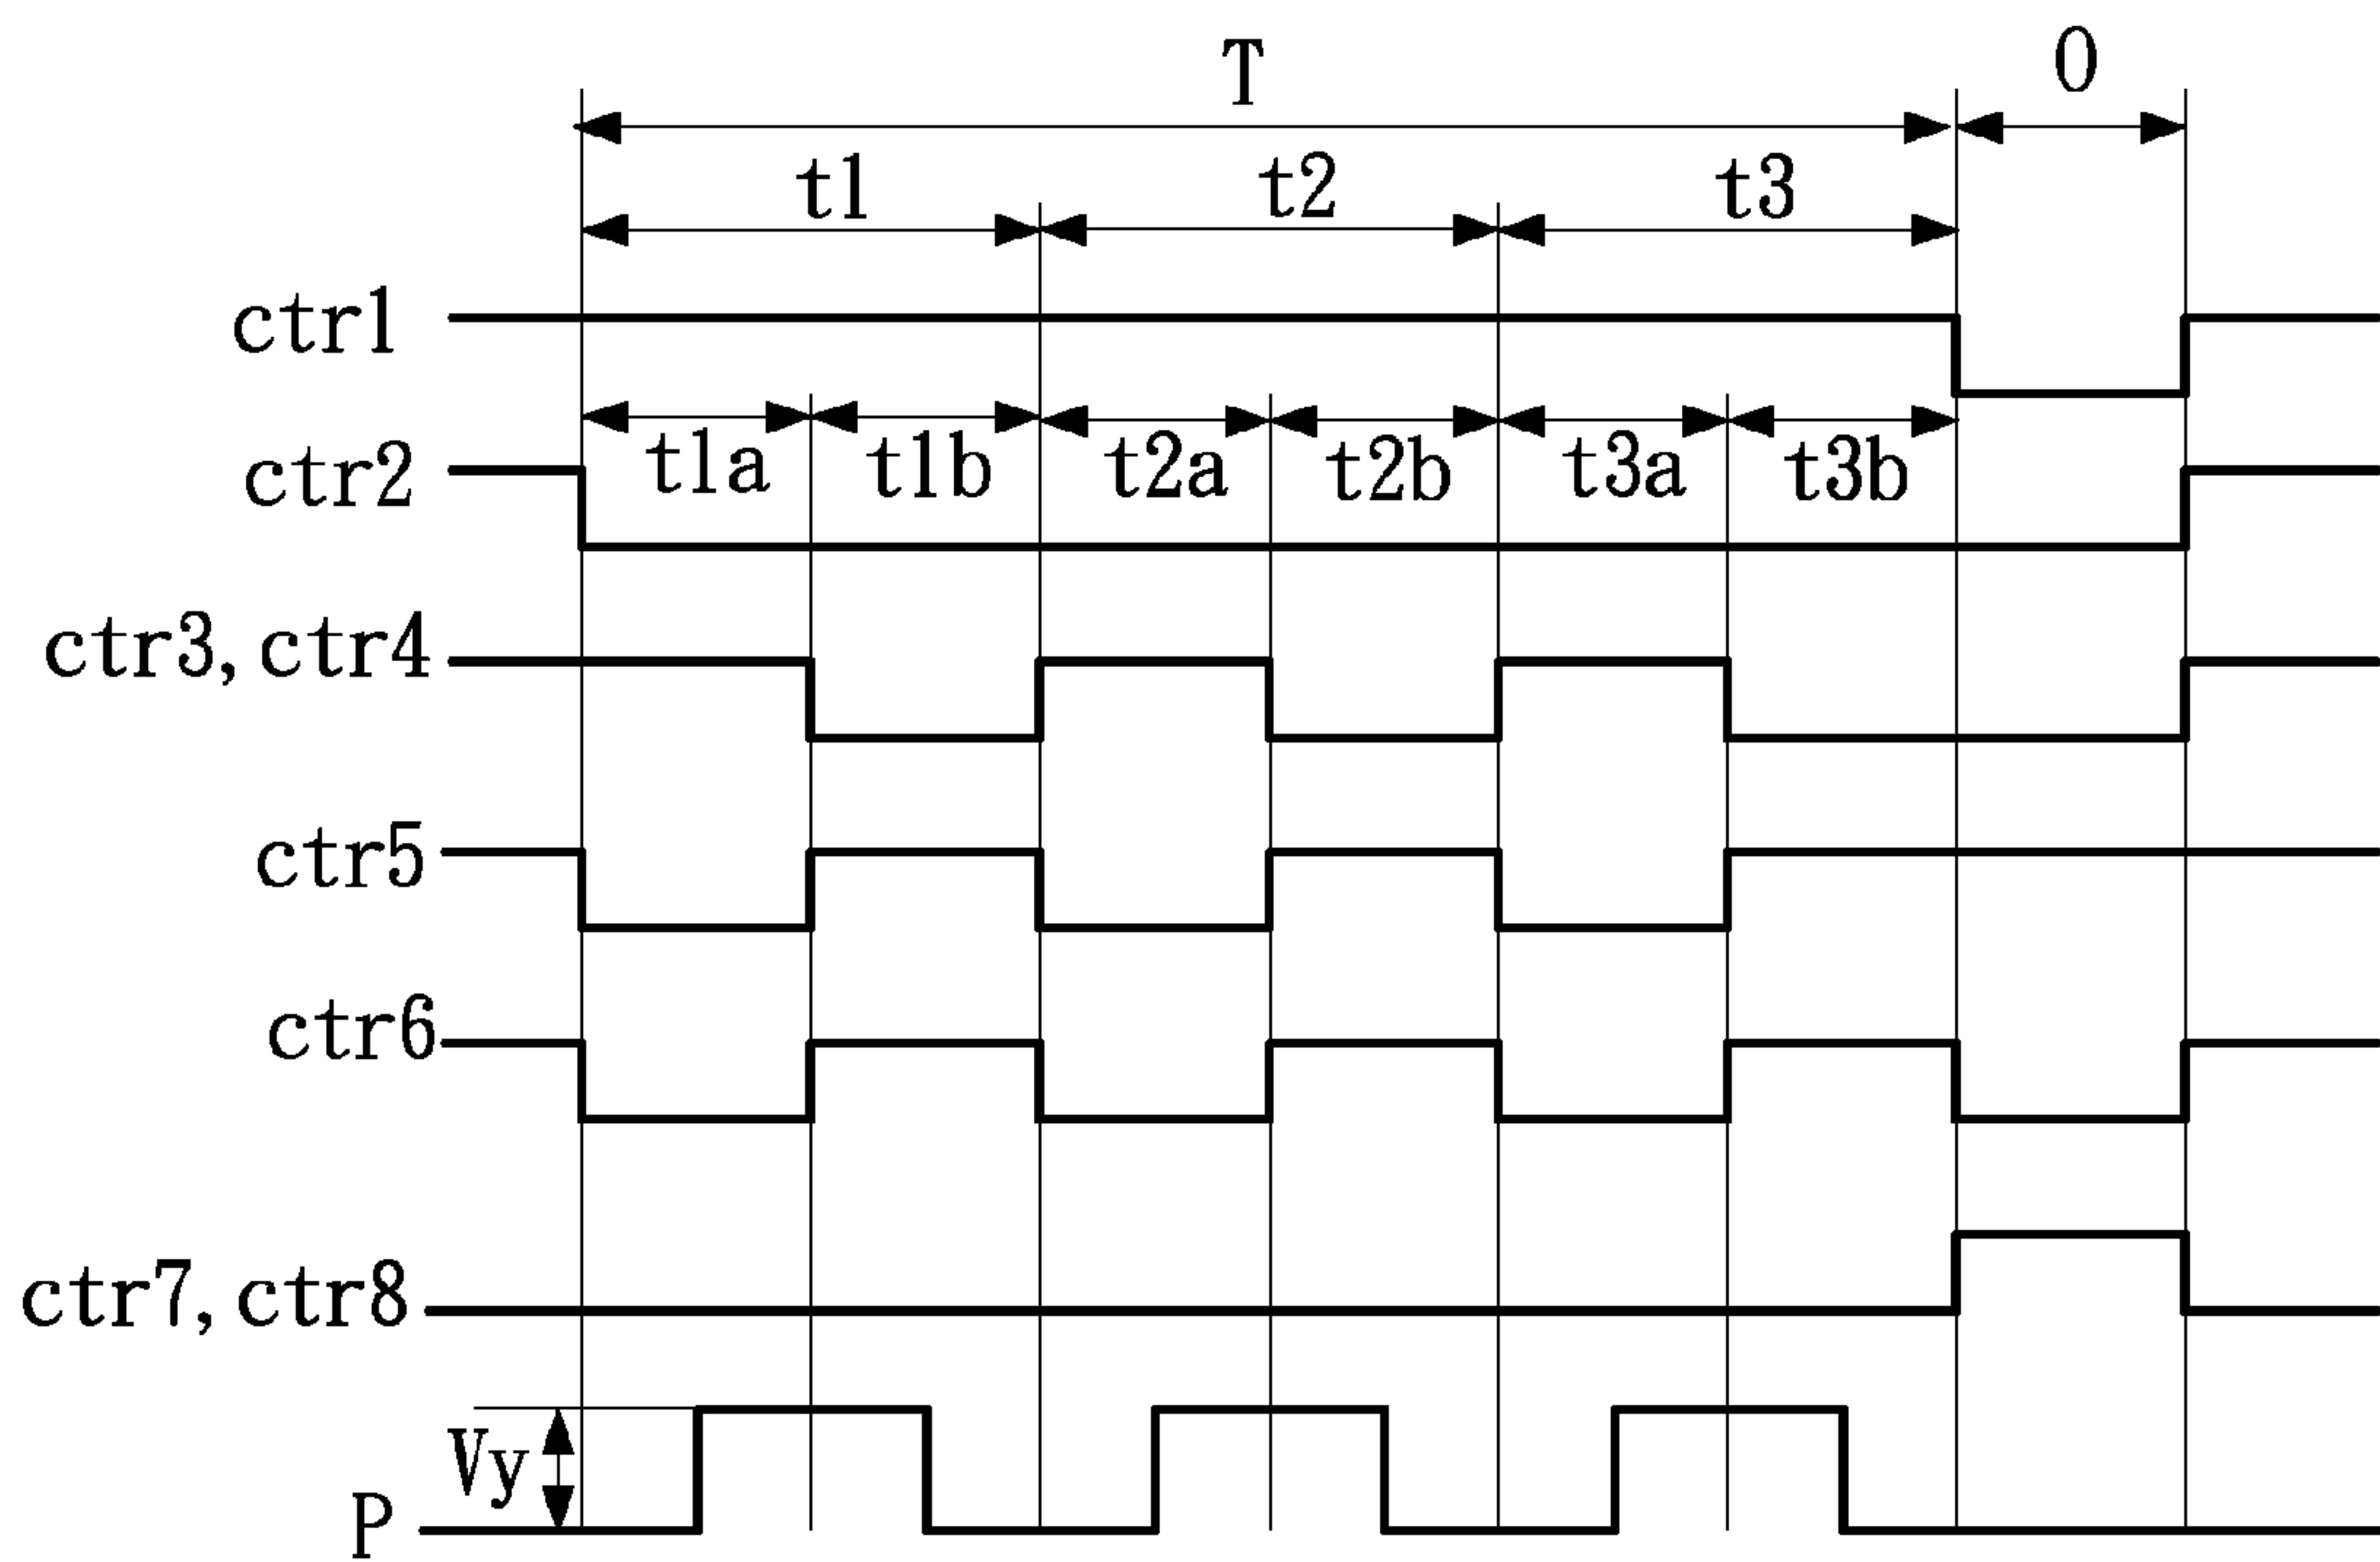 T
0
t1
t2
t3
ctr1
ctr2
t1a
t1b
t2a
t2b
t3a
t3b
ctr3, ctr4
ctr5
ctr6
ctr7, ctr8
Vy
P